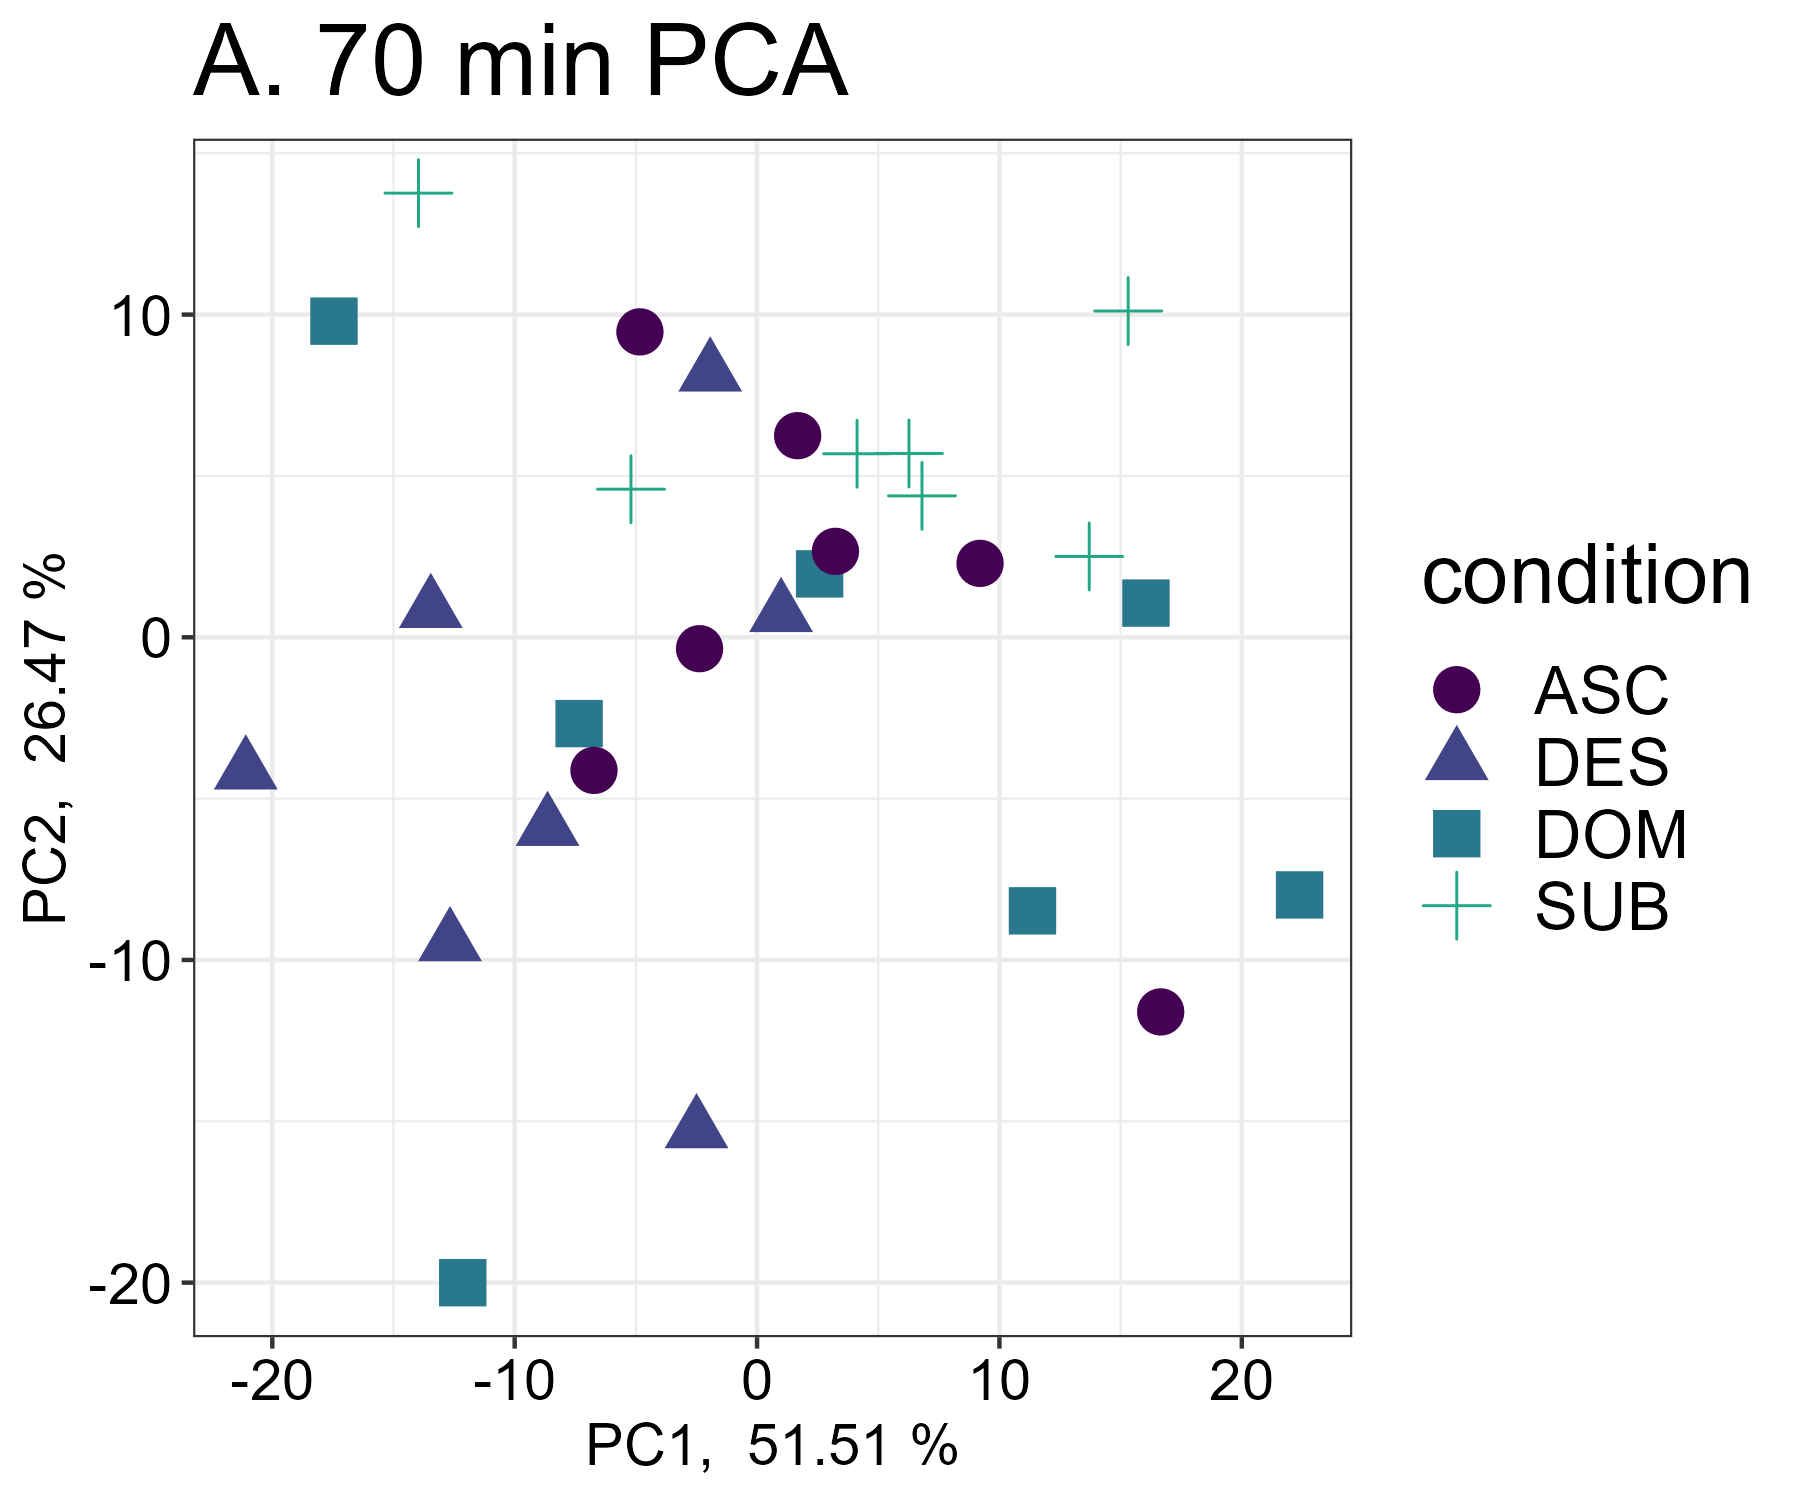 A. 70 min PCA
10
0
-10
-20
PC2, 26.47 %
-20 -10 0 10 20
PC1, 51.51 %
condition
ASC
DES
DOM
SUB